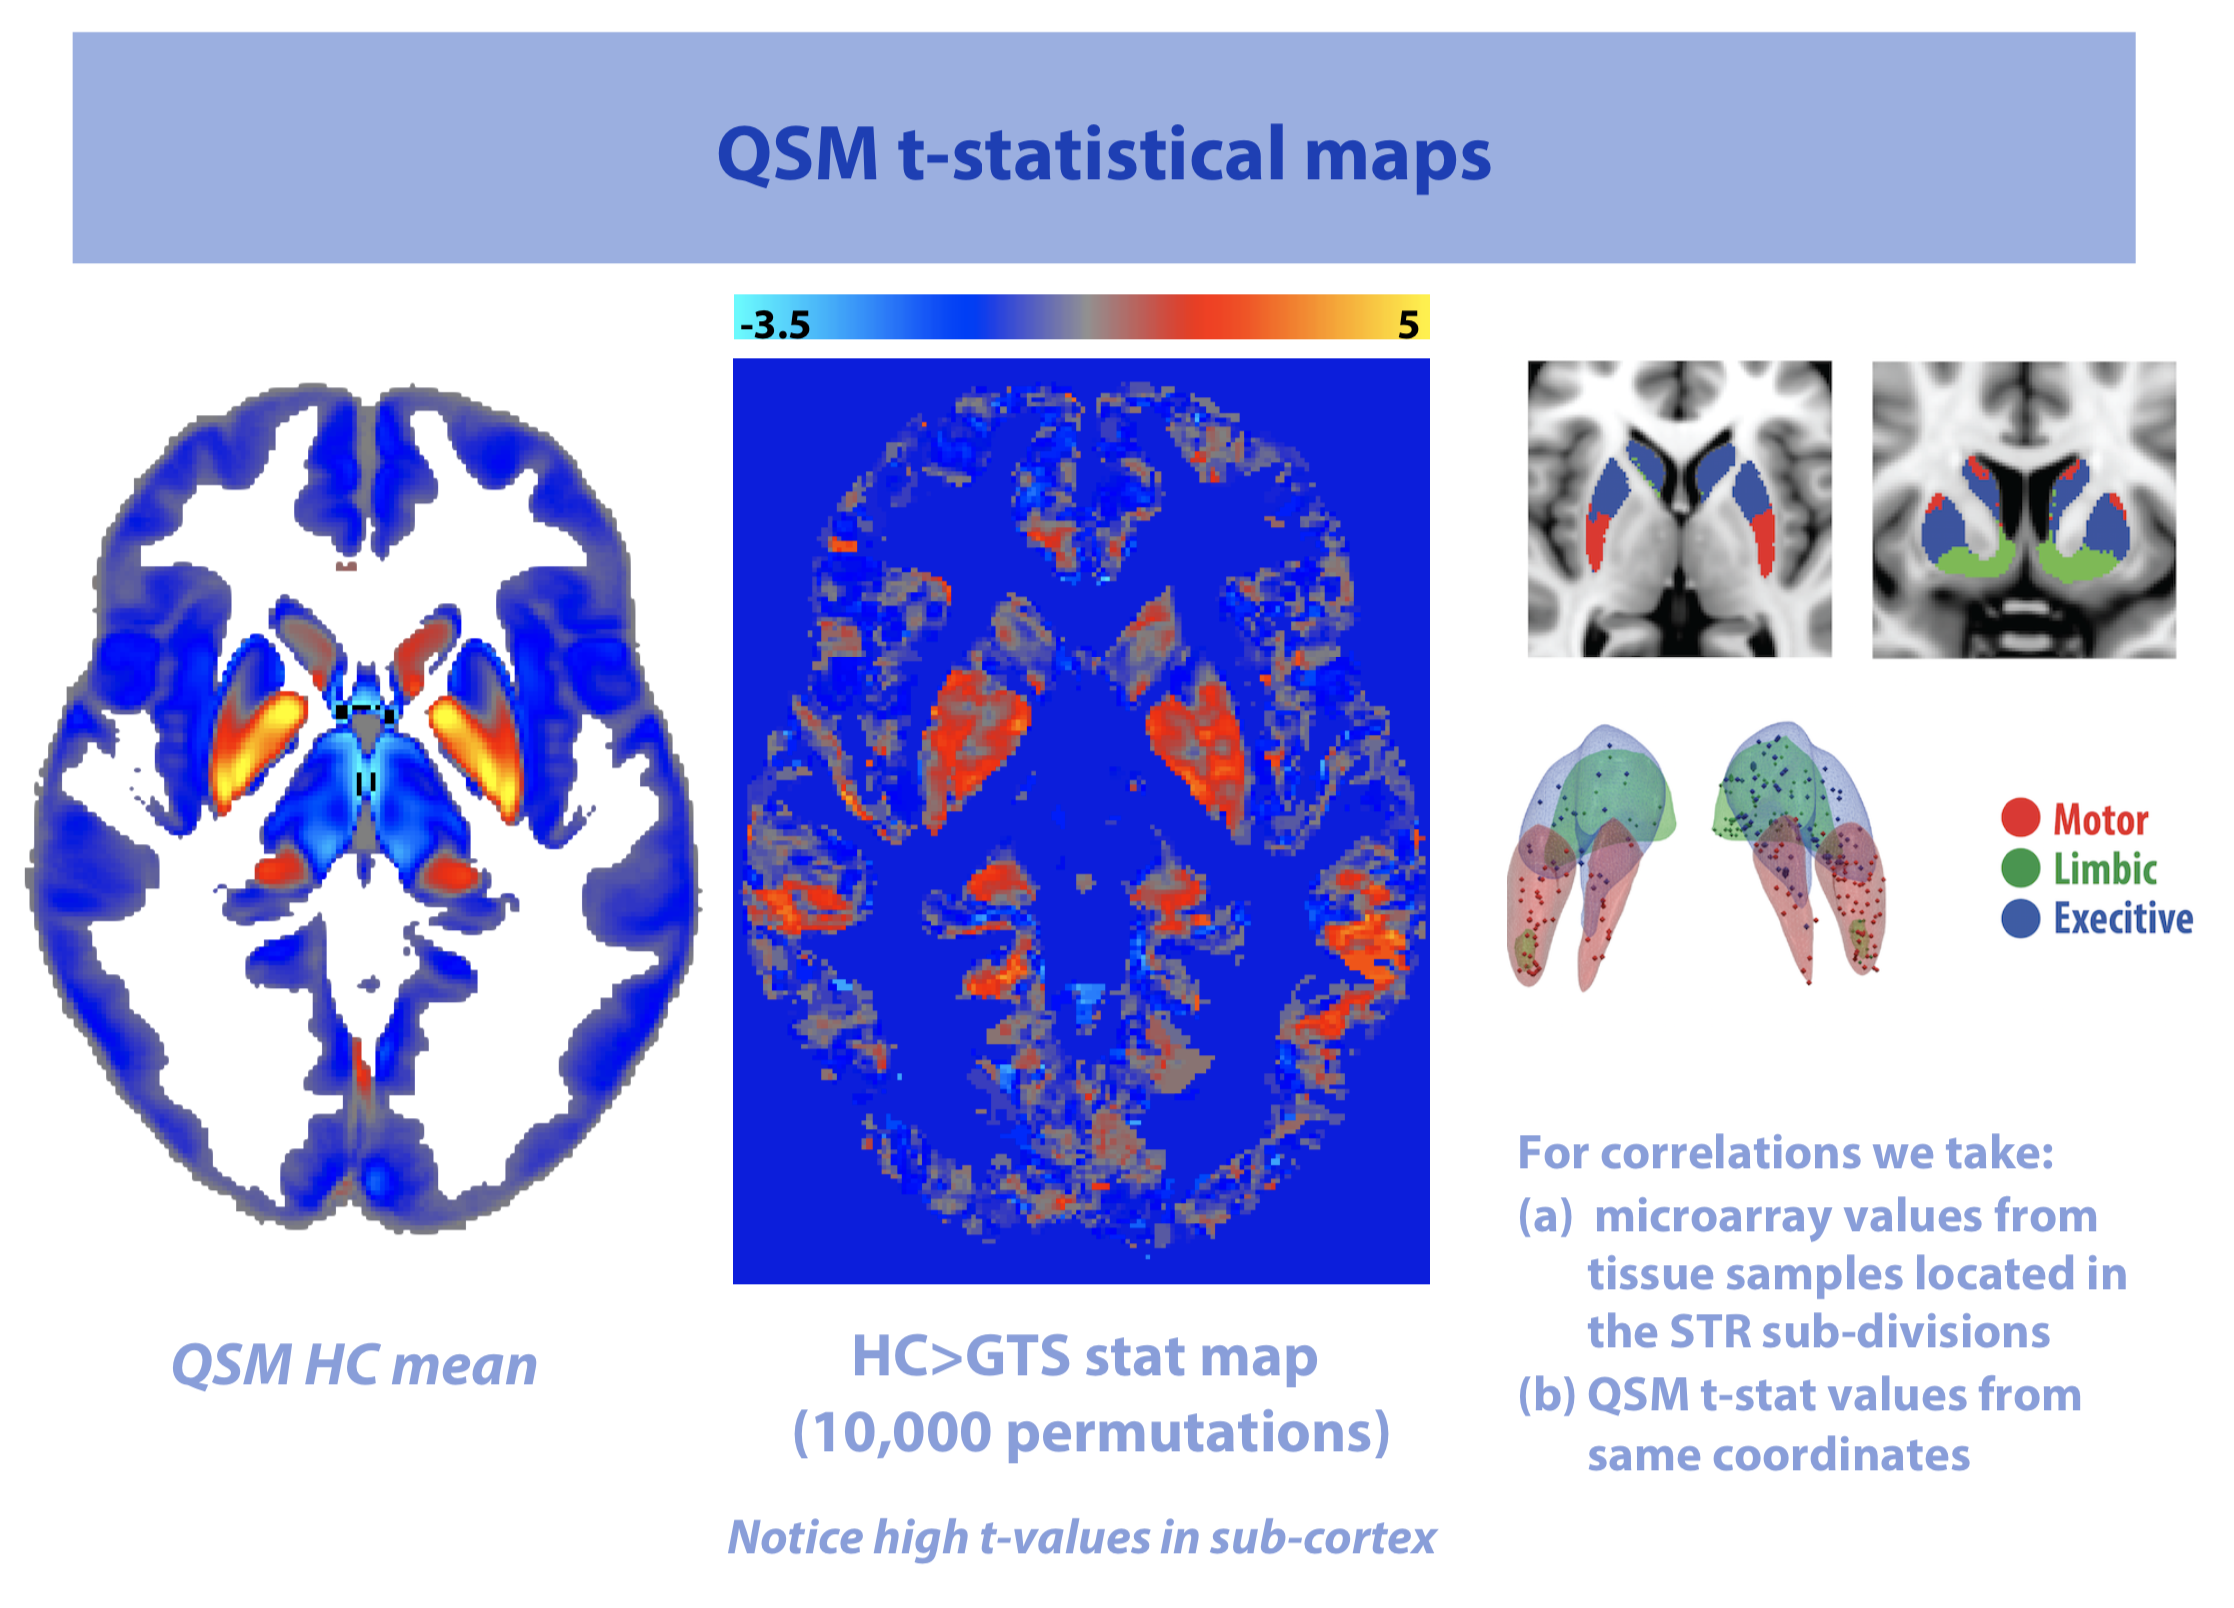 QSM t-statistical maps
-3.5
5
Motor
Limbic
Execitive
For correlations we take:
(a) microarray values from
tissue samples located in
the STR sub-divisions
(b) QSM t-stat values from
same coordinates
QSM HC mean
HC>GTS stat map
(10,000 permutations)
Notice high t-values in sub-cortex